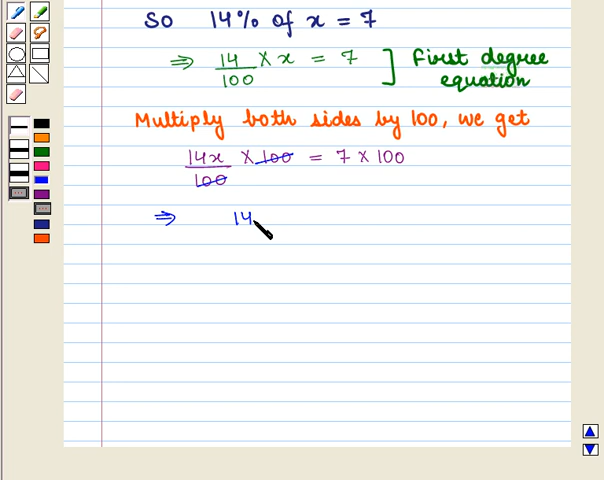 So 14% of x = 7
⇒ 14/100 × x = 7 ] First degree equation
Multiply both sides by 100, we get
14x/100 × 100 = 7 × 100
⇒ 14